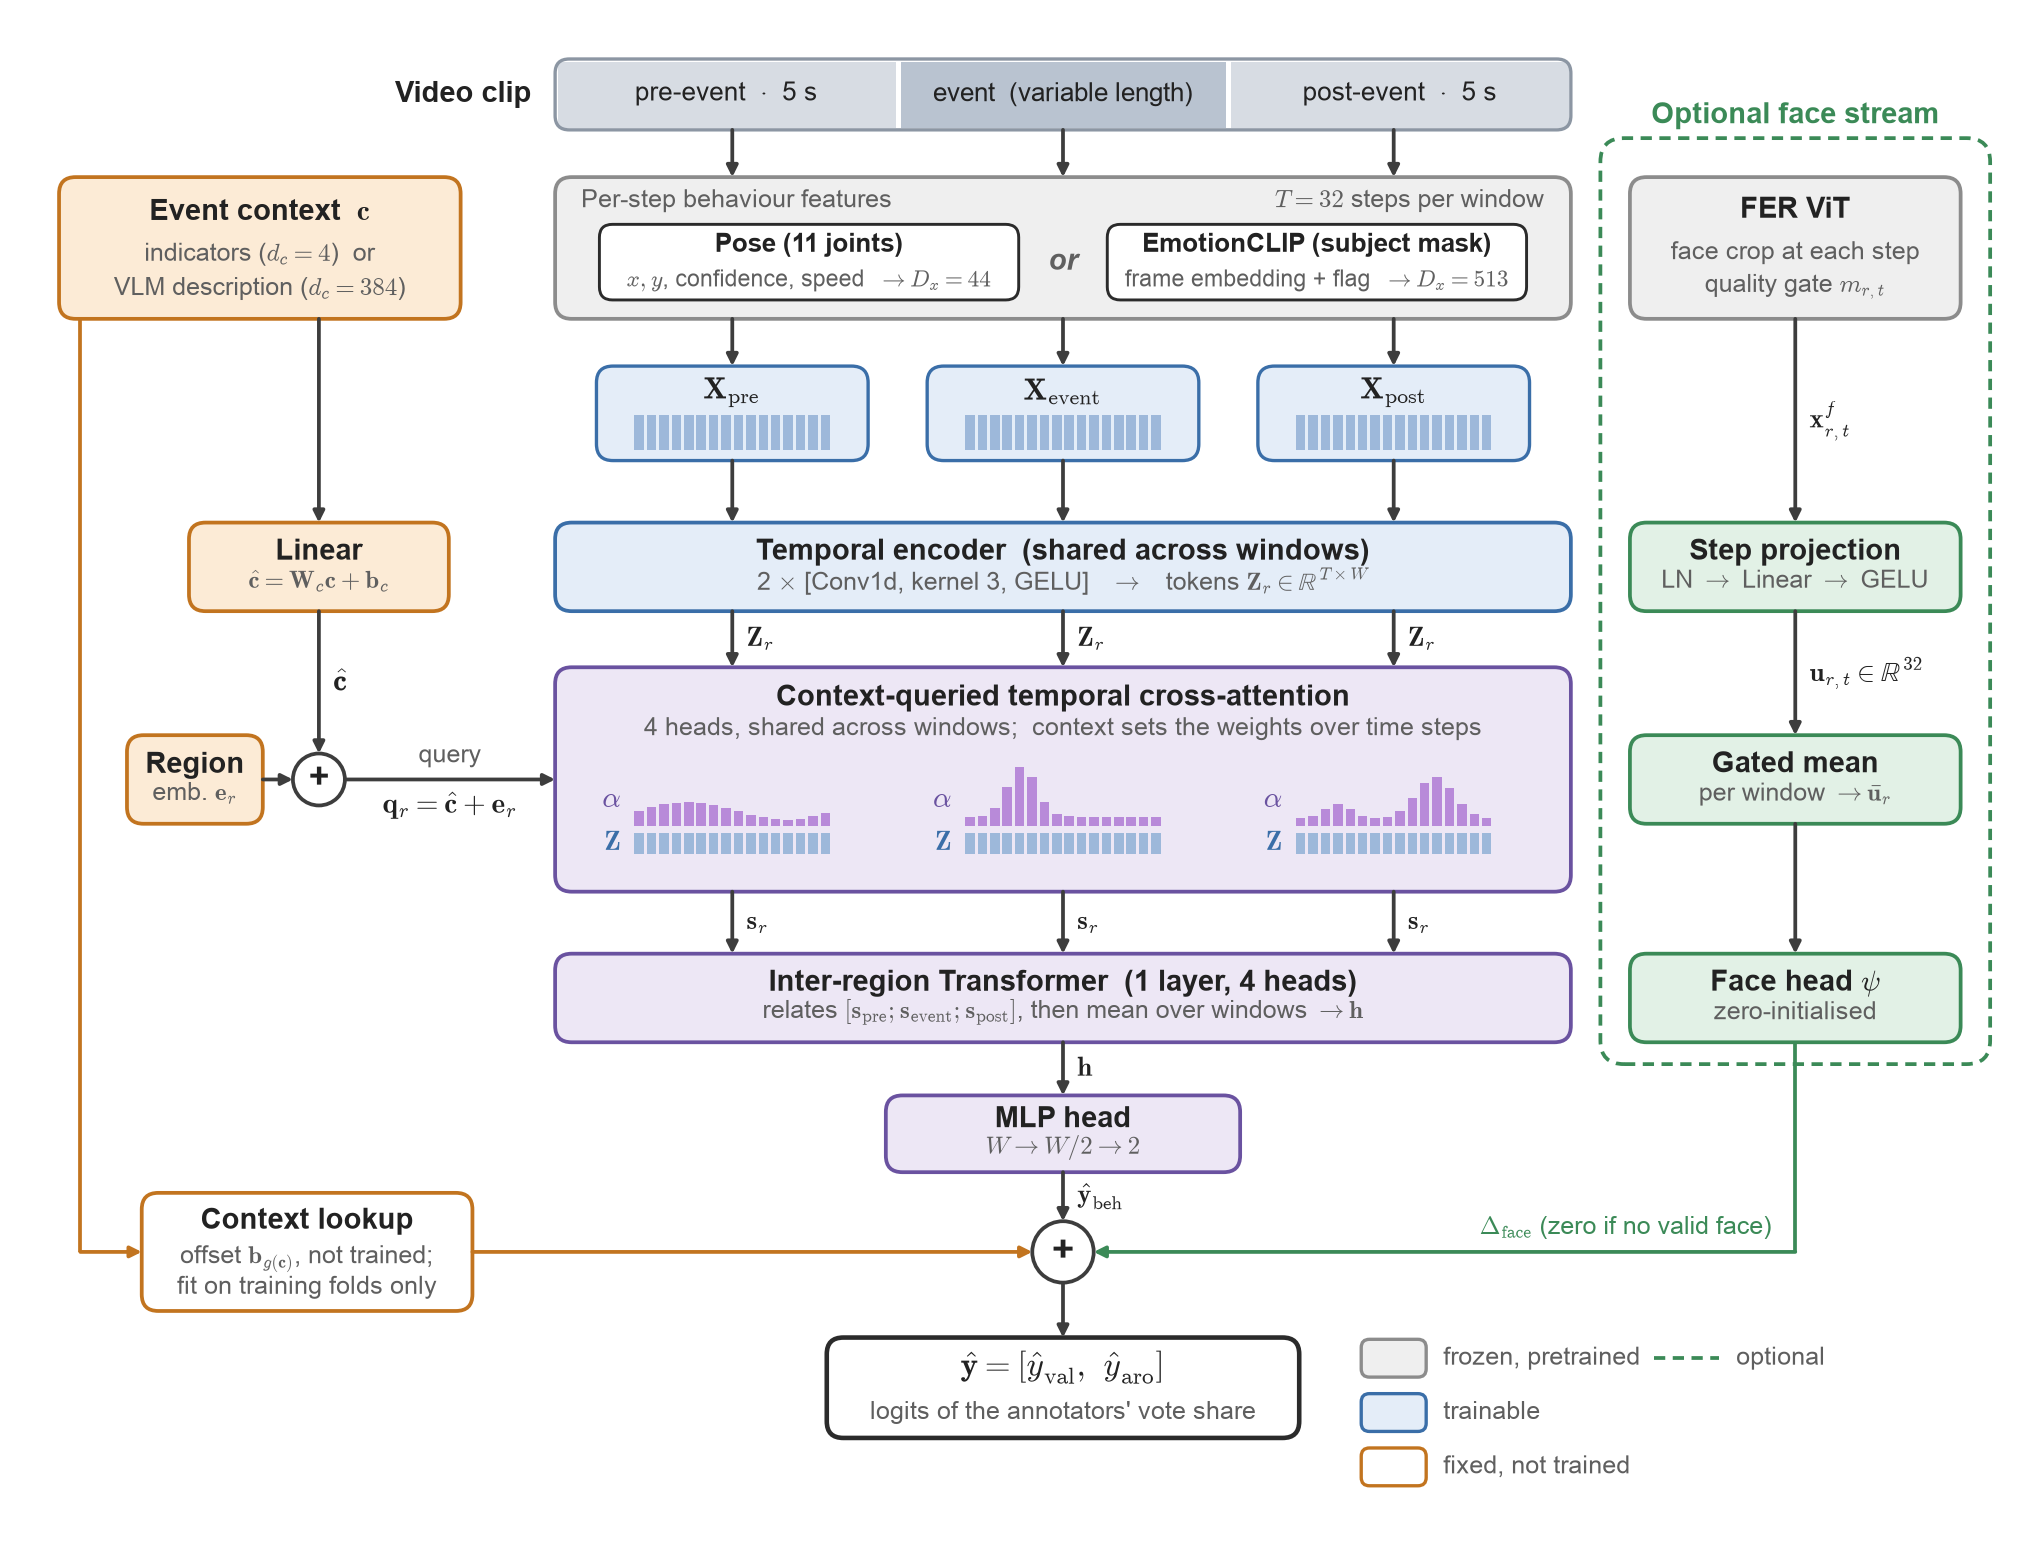 Video clip
pre-event · 5 s
event (variable length)
post-event · 5 s
Optional face stream
Event context c
indicators (d_c = 4) or
VLM description (d_c = 384)
Per-step behaviour features
T = 32 steps per window
Pose (11 joints)
x, y, confidence, speed → D_x = 44
or
EmotionCLIP (subject mask)
frame embedding + flag → D_x = 513
FER ViT
face crop at each step
quality gate m_{r,t}
X_pre
X_event
X_post
x^f_{r,t}
Linear
ĉ = W_c c + b_c
Temporal encoder (shared across windows)
2 × [Conv1d, kernel 3, GELU] → tokens Z_r ∈ ℝ^{T×W}
Step projection
LN → Linear → GELU
Z_r
Z_r
Z_r
ĉ
u_{r,t} ∈ ℝ^{32}
Context-queried temporal cross-attention
4 heads, shared across windows; context sets the weights over time steps
Region
emb. e_r
+
query
q_r = ĉ + e_r
α
Z
α
Z
α
Z
Gated mean
per window → ū_r
s_r
s_r
s_r
Inter-region Transformer (1 layer, 4 heads)
relates [s_pre; s_event; s_post], then mean over windows → h
Face head ψ
zero-initialised
h
MLP head
W → W/2 → 2
ŷ_beh
Context lookup
offset b_{g(c)}, not trained;
fit on training folds only
+
Δ_face (zero if no valid face)
ŷ = [ŷ_val, ŷ_aro]
logits of the annotators' vote share
frozen, pretrained
optional
trainable
fixed, not trained